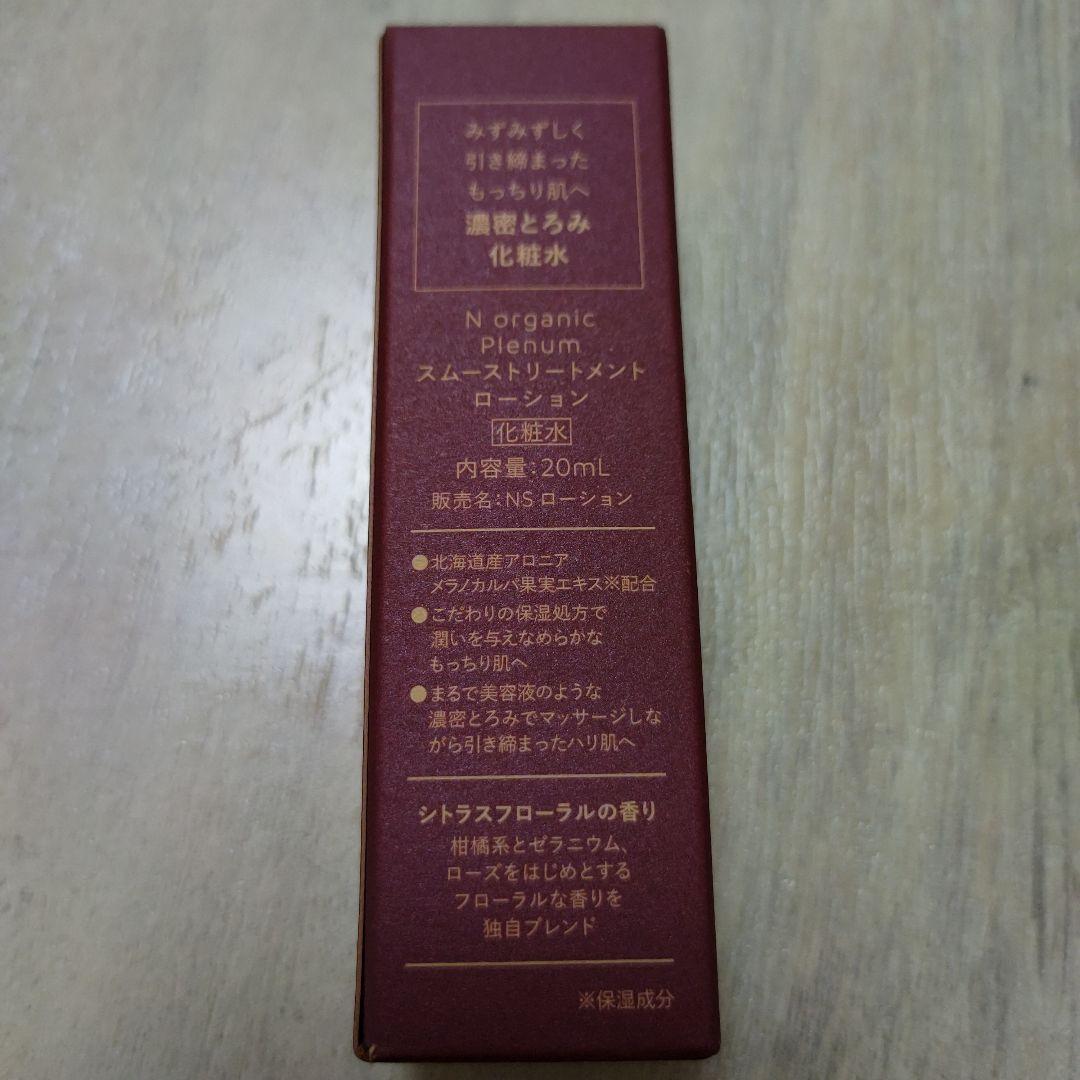 みずみずしく
引き締まった
もっちり肌へ
濃密とろみ
化粧水
N organic
Plenum
スムーストリートメント
ローション
化粧水
内容量:20mL
販売名:NS ローション
●北海道産アロニア
メラノカルパ果実エキス※配合
●こだわりの保湿処方で
潤いを与えなめらかな
もっちり肌へ
●まるで美容液のような
濃密とろみでマッサージしな
がら引き締まったハリ肌へ
シトラスフローラルの香り
柑橘系とゼラニウム、
ローズをはじめとする
フローラルな香りを
独自ブレンド
※保湿成分